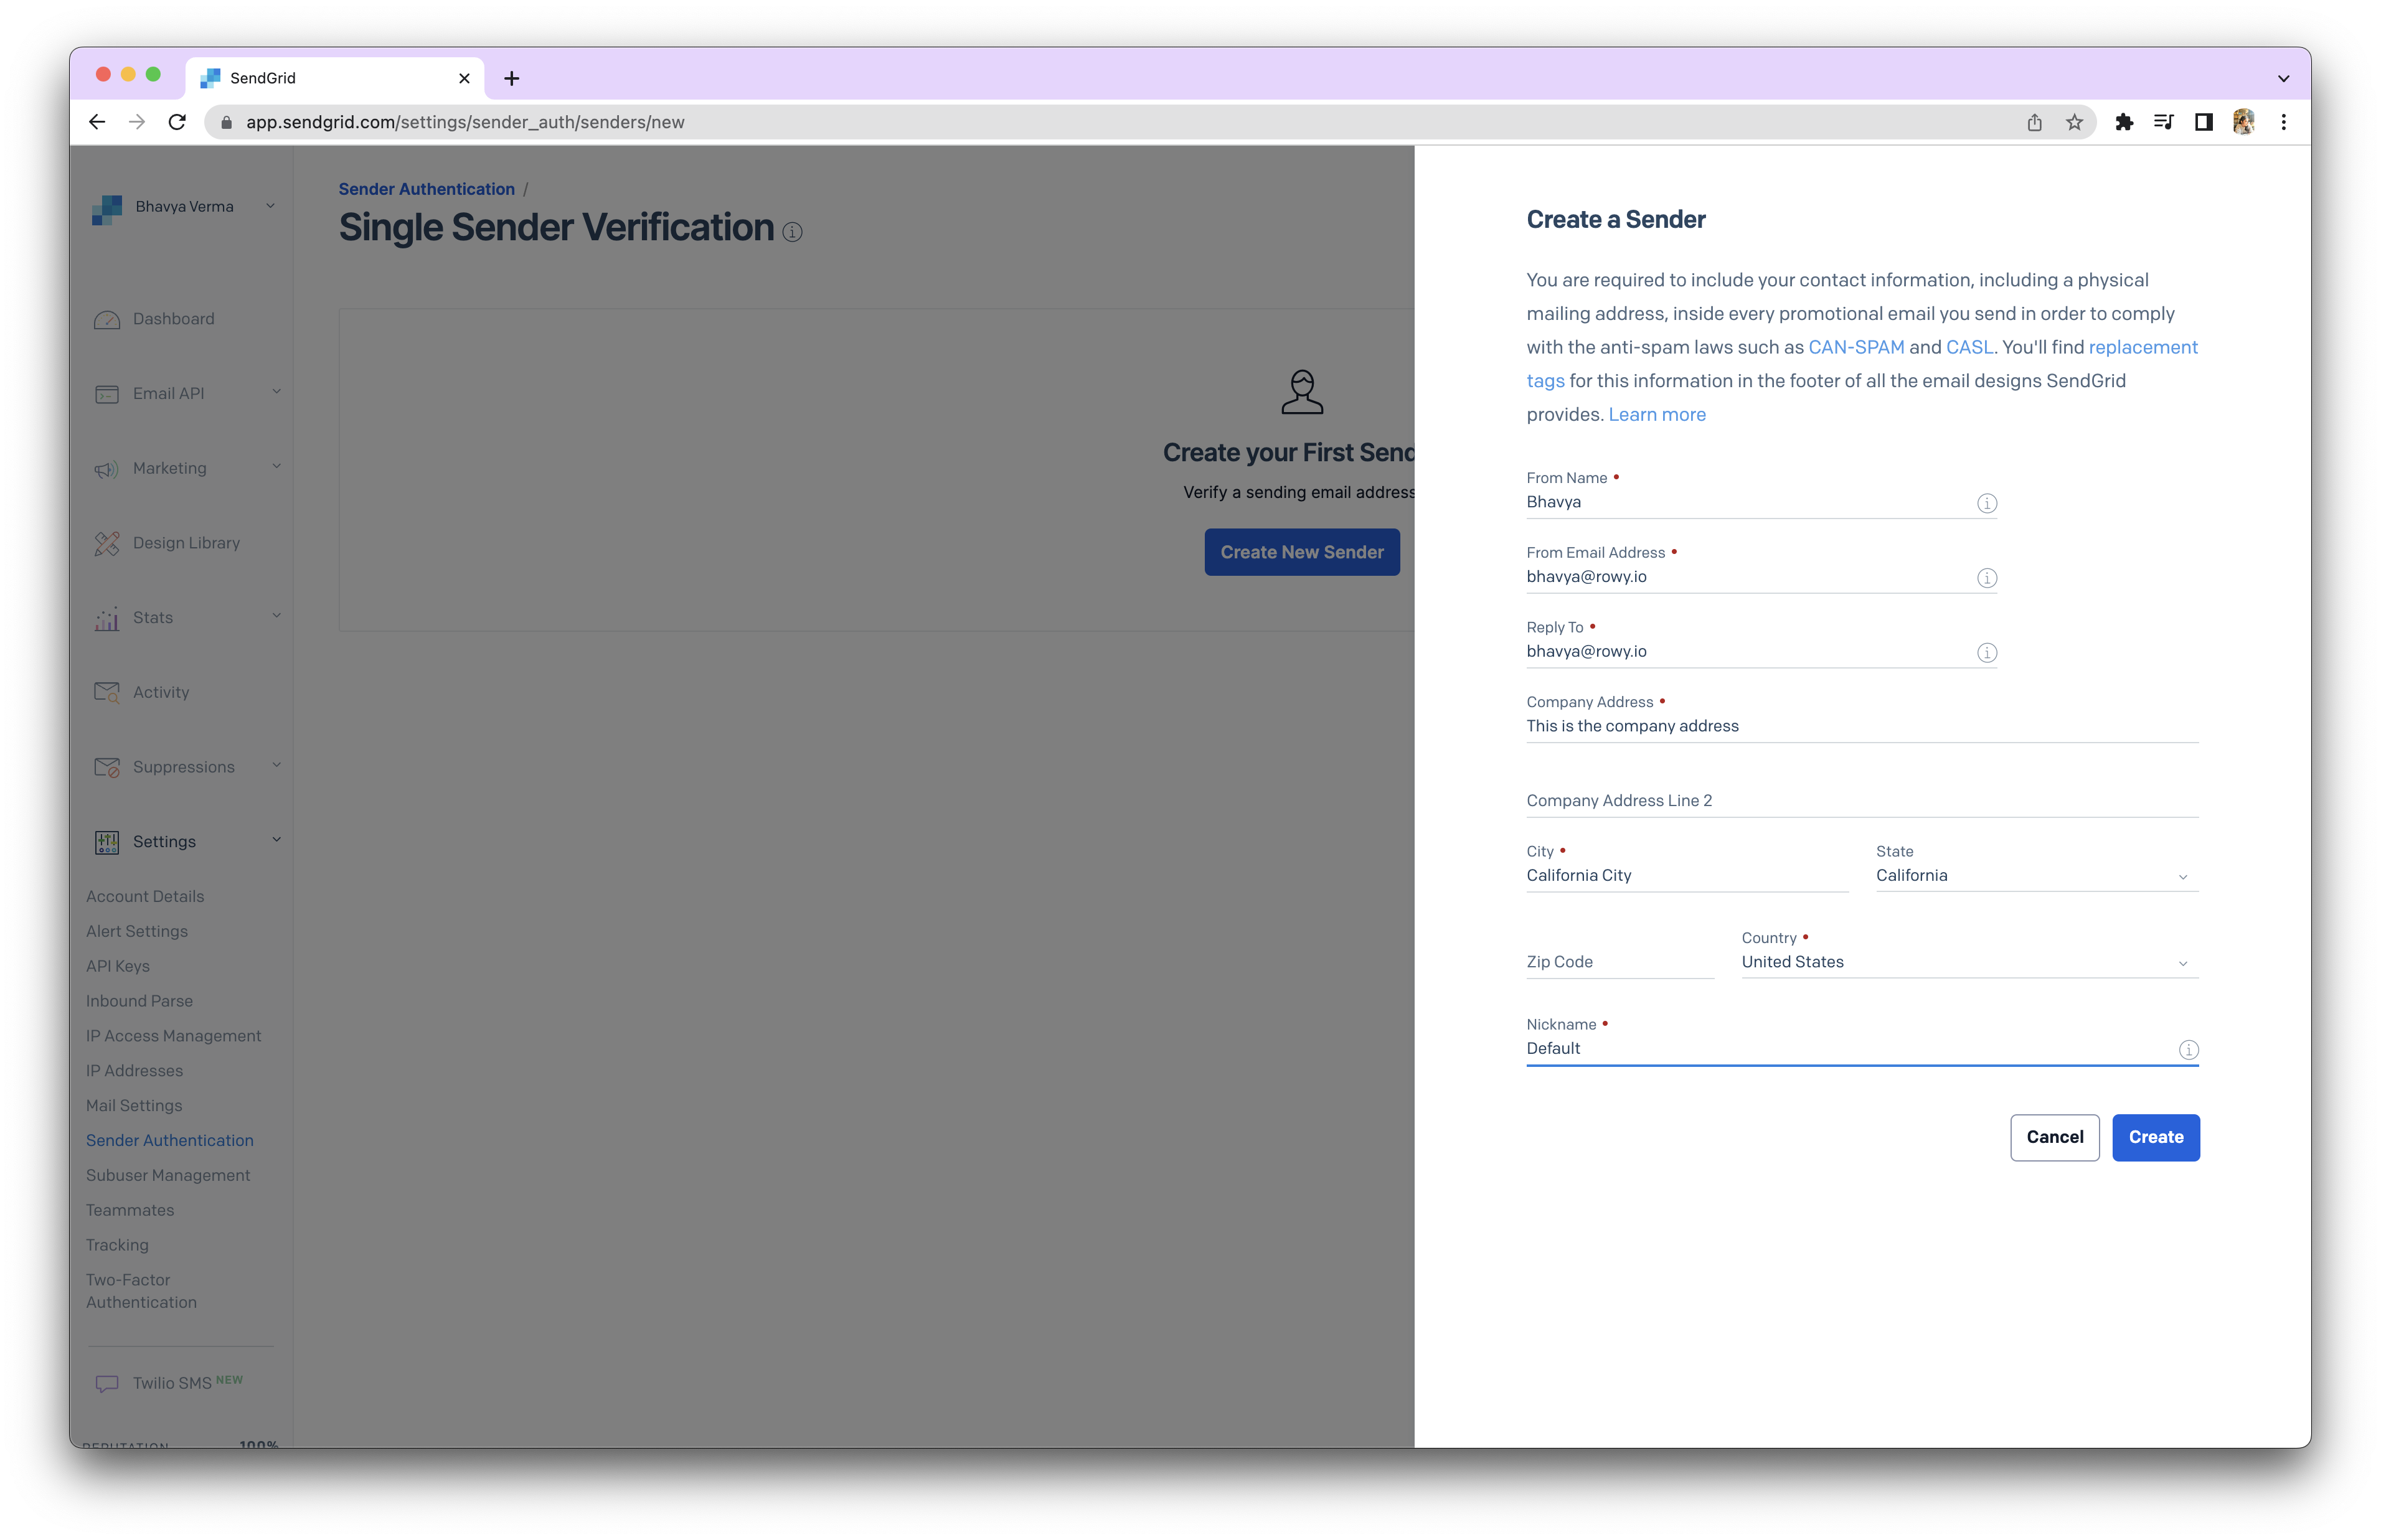 SendGrid
app.sendgrid.com/settings/sender_auth/senders/new
Bhavya Verma
Dashboard
Email API
Marketing
Design Library
Stats
Activity
Suppressions
Settings
Account Details
Alert Settings
API Keys
Inbound Parse
IP Access Management
IP Addresses
Mail Settings
Sender Authentication
Subuser Management
Teammates
Tracking
Two-Factor
Authentication
Twilio SMS NEW
REPUTATION 100%
Sender Authentication /
Single Sender Verification
Create your First Send
Verify a sending email address
Create New Sender
Create a Sender
You are required to include your contact information, including a physical
mailing address, inside every promotional email you send in order to comply
with the anti-spam laws such as CAN-SPAM and CASL. You'll find replacement
tags for this information in the footer of all the email designs SendGrid
provides. Learn more
From Name •
Bhavya
From Email Address •
bhavya@rowy.io
Reply To •
bhavya@rowy.io
Company Address •
This is the company address
Company Address Line 2
City • State
California City California
Country •
Zip Code United States
Nickname •
Default
Cancel Create